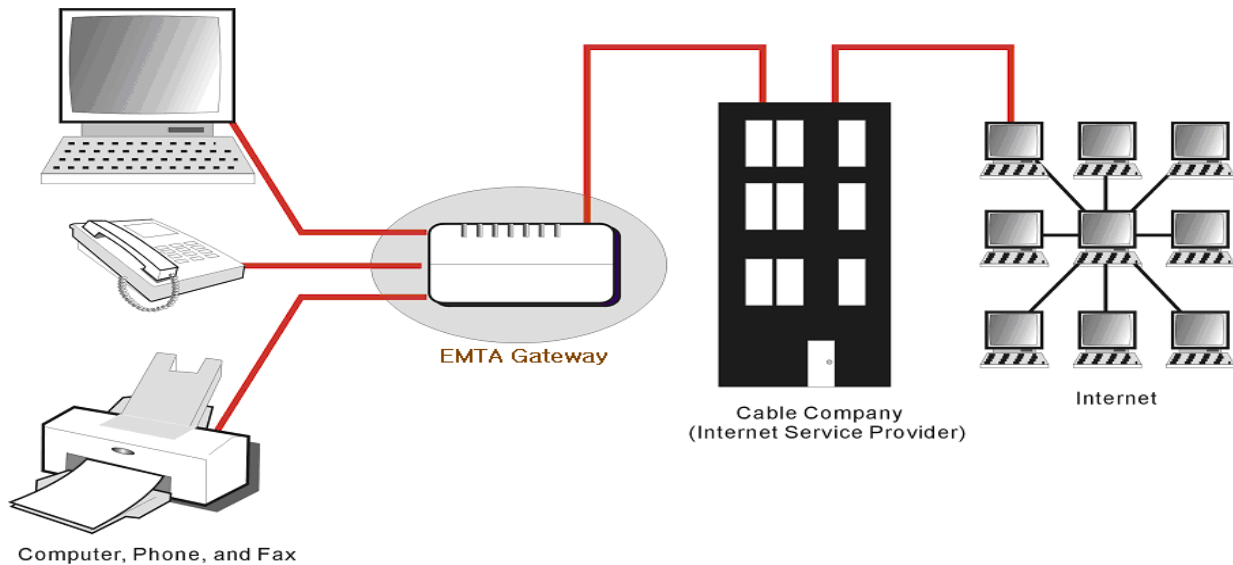 EMTA Gateway
Cable Company
(Internet Service Provider)
Internet
Computer, Phone, and Fax